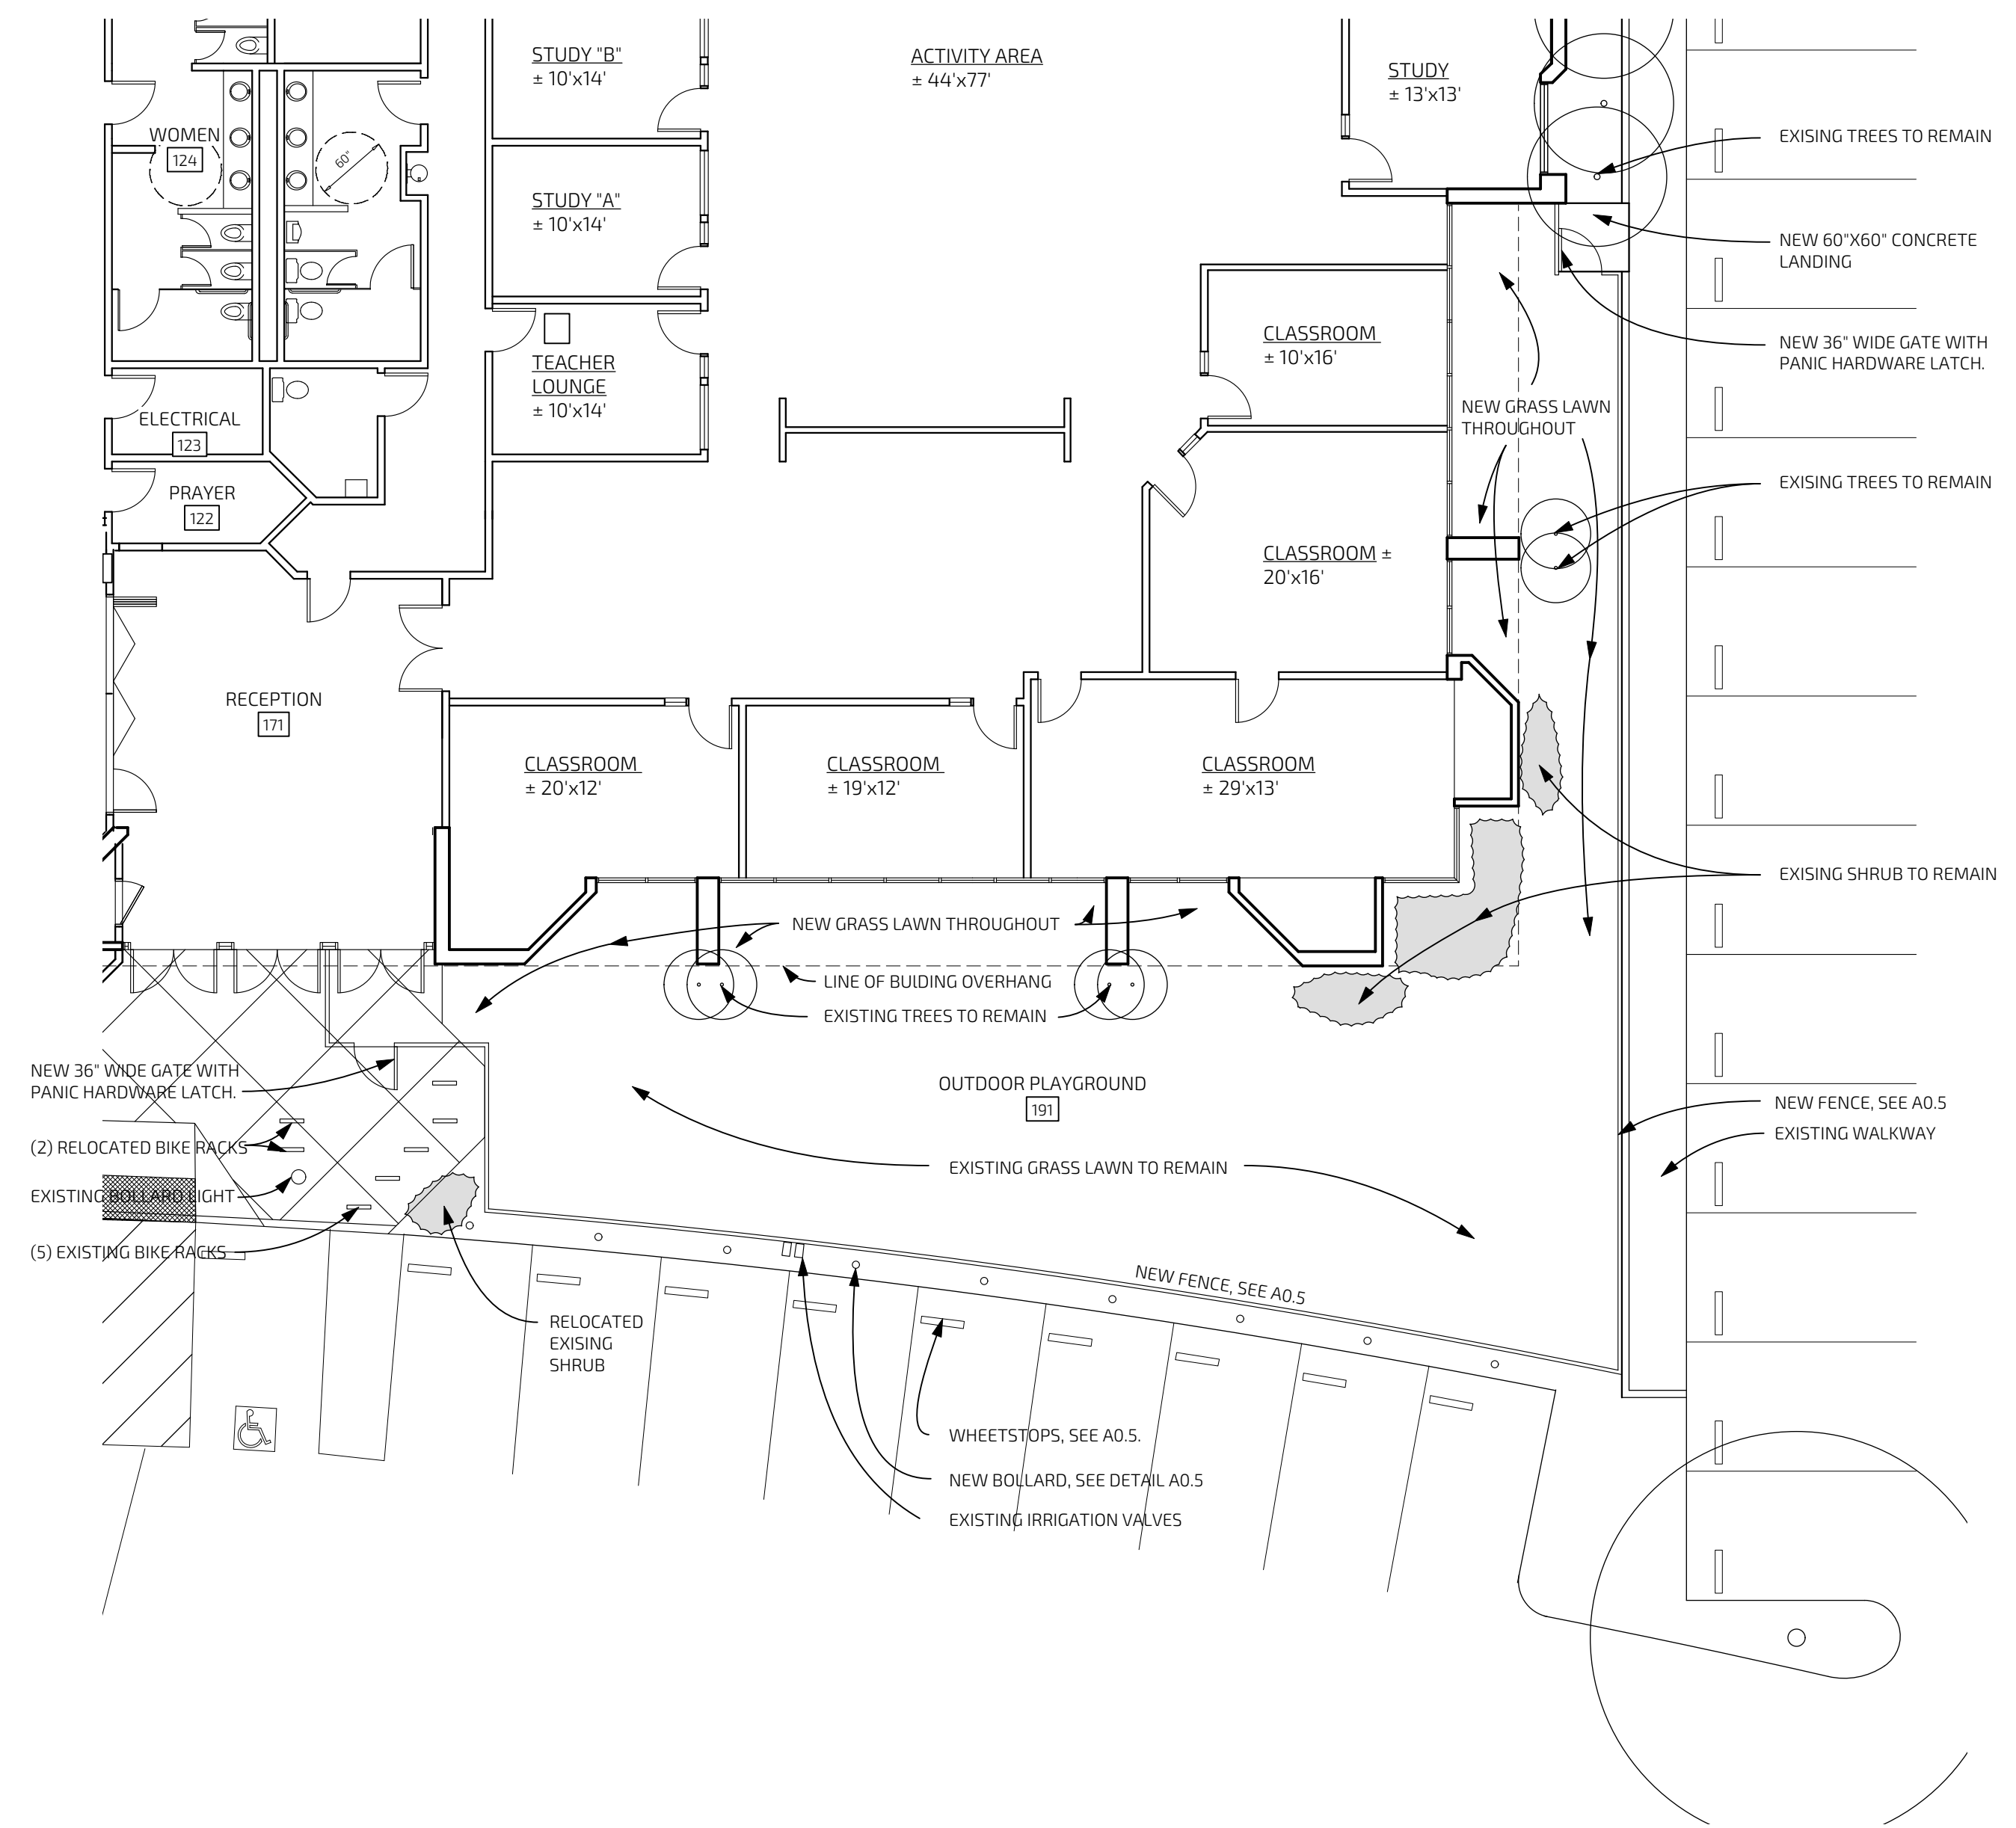 STUDY "B"
± 10'x14'
ACTIVITY AREA
± 44'x77'
STUDY
± 13'x13'
WOMEN
124
60"
EXISING TREES TO REMAIN
STUDY "A"
± 10'x14'
NEW 60"X60" CONCRETE
LANDING
CLASSROOM
± 10'x16'
NEW 36" WIDE GATE WITH
PANIC HARDWARE LATCH.
TEACHER
LOUNGE
± 10'x14'
ELECTRICAL
123
NEW GRASS LAWN
THROUGHOUT
PRAYER
122
EXISING TREES TO REMAIN
CLASSROOM ±
20'x16'
RECEPTION
171
CLASSROOM
± 20'x12'
CLASSROOM
± 19'x12'
CLASSROOM
± 29'x13'
EXISING SHRUB TO REMAIN
NEW GRASS LAWN THROUGHOUT
LINE OF BULDING OVERHANG
EXISTING TREES TO REMAIN
NEW 36" WIDE GATE WITH
PANIC HARDWARE LATCH.
OUTDOOR PLAYGROUND
191
NEW FENCE, SEE A0.5
EXISTING WALKWAY
(2) RELOCATED BIKE RACKS
EXISTING GRASS LAWN TO REMAIN
EXISTING BOLLARD LIGHT
(5) EXISTING BIKE RACKS
NEW FENCE, SEE A0.5
RELOCATED
EXISING
SHRUB
WHEETSTOPS, SEE A0.5.
NEW BOLLARD, SEE DETAIL A0.5
EXISTING IRRIGATION VALVES